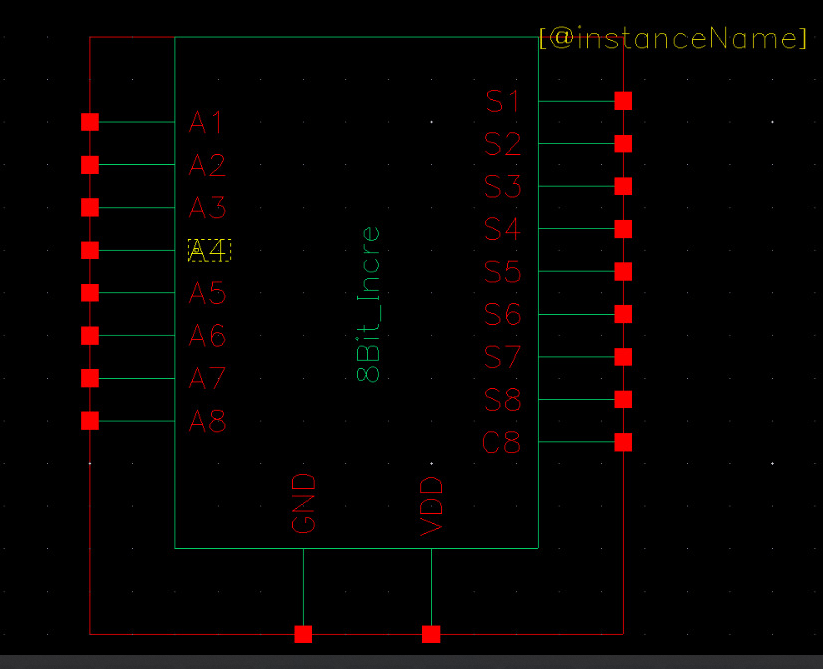 [@instanceName]
A1
A2
A3
A4
A5
A6
A7
A8
8Bit_Incre
S1
S2
S3
S4
S5
S6
S7
S8
C8
GND
VDD